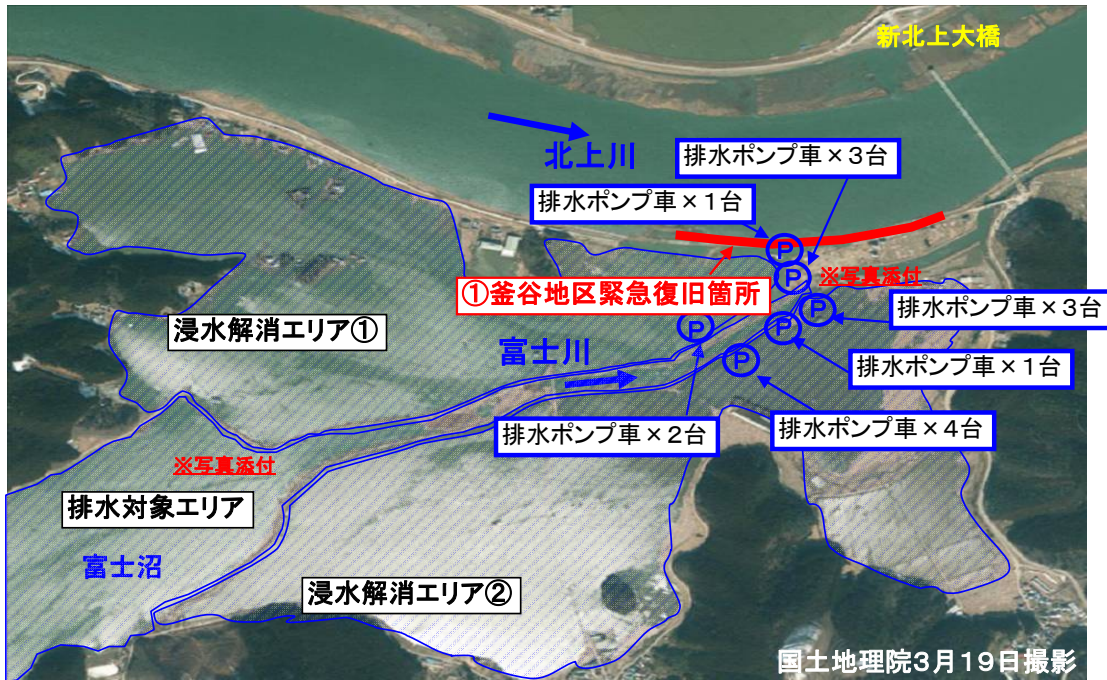 新北上大橋
北上川
排水ポンプ車×3台
排水ポンプ車×1台
P
P
①釜谷地区緊急復旧箇所
※写真添付
P
排水ポンプ車×3台
浸水解消エリア①
P
P
富士川
P
排水ポンプ車×1台
排水ポンプ車×2台
排水ポンプ車×4台
※写真添付
排水対象エリア
富士沼
浸水解消エリア②
国土地理院3月19日撮影